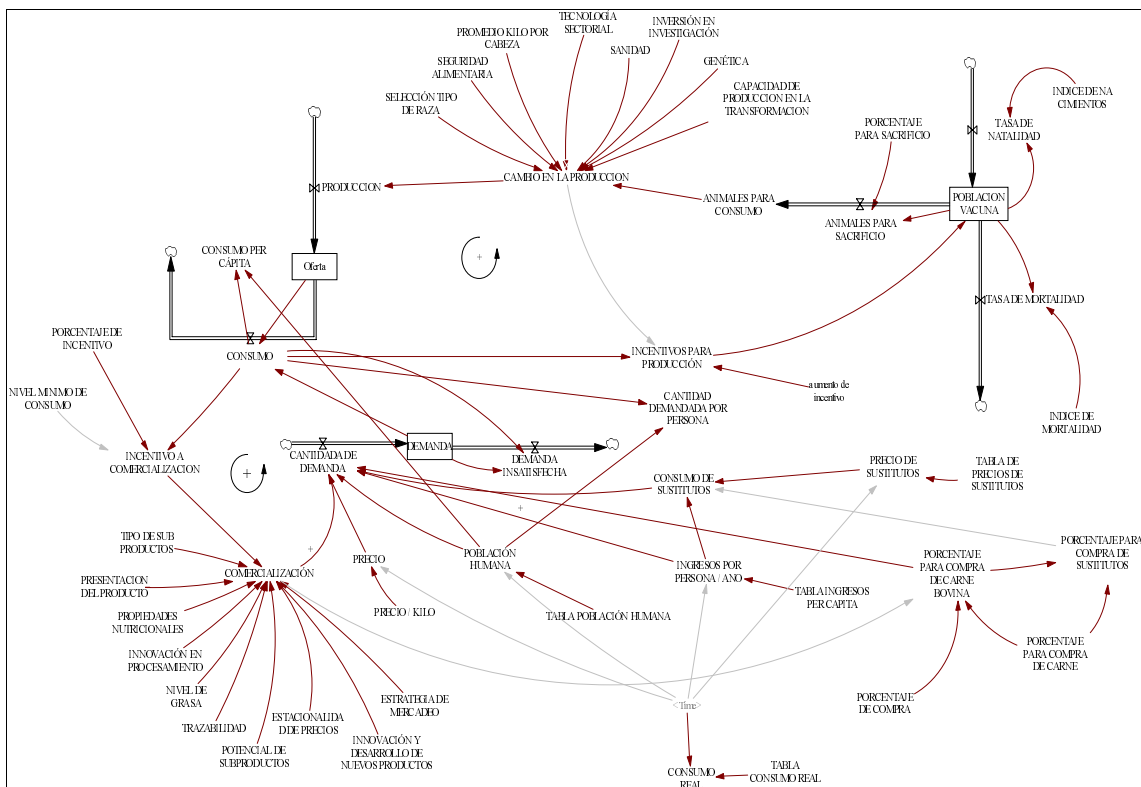 TECNOLOGÍA
SECTORIAL
PROMEDIO KILO POR
CABEZA
INVERSIÓN EN
INVESTIGACIÓN
SANIDAD
SEGURIDAD
ALIMENTARIA
GENÉTICA
SELECCIÓN TIPO
DE RAZA
CAPACIDAD DE
PRODUCCION EN LA
TRANSFORMACION
INDICE DE NA
CIMIENTOS
PORCENTAJE
PARA SACRIFICIO
TASA DE
NATALIDAD
CAMBIO EN LA PRODUCCION
PRODUCCION
ANIMALES PARA
CONSUMO
POBLACION
VACUNA
ANIMALES PARA
SACRIFICIO
CONSUMO PER
CÁPITA
Oferta
+
TASA DE MORTALIDAD
PORCENTAJE DE
INCENTIVO
CONSUMO
INCENTIVOS PARA
PRODUCCIÓN
NIVEL MINIMO DE
CONSUMO
aumento de
incentivo
CANTIDAD
DEMANDADA POR
PERSONA
INDICE DE
MORTALIDAD
DEMANDA
INCENTIVO A
COMERCIALIZACION
+
CANTIDADA DE
DEMANDA
DEMANDA
INSATISFECHA
CONSUMO DE
SUSTITUTOS
PRECIO DE
SUSTITUTOS
TABLA DE
PRECIOS DE
SUSTITUTOS
+
TIPO DE SUB
PRODUCTOS
+
PRECIO
POBLACIÓN
HUMANA
INGRESOS POR
PERSONA / ANO
PORCENTAJE
PARA COMPRA
DE CARNE
BOVINA
PORCENTAJE PARA
COMPRA DE
SUSTITUTOS
COMERCIALIZACIÓN
PRESENTACION
DEL PRODUCTO
TABLA INGRESOS
PER CAPITA
PRECIO / KILO
TABLA POBLACIÓN HUMANA
PROPIEDADES
NUTRICIONALES
PORCENTAJE
PARA COMPRA
DE CARNE
INNOVACIÓN EN
PROCESAMIENTO
NIVEL DE
GRASA
ESTRATEGIA DE
MERCADEO
PORCENTAJE
DE COMPRA
<Time>
TRAZABILIDAD
ESTACIONALIDA
D DE PRECIOS
POTENCIAL DE
SUBPRODUCTOS
INNOVACIÓN Y
DESARROLLO DE
NUEVOS PRODUCTOS
CONSUMO
REAL
TABLA
CONSUMO REAL